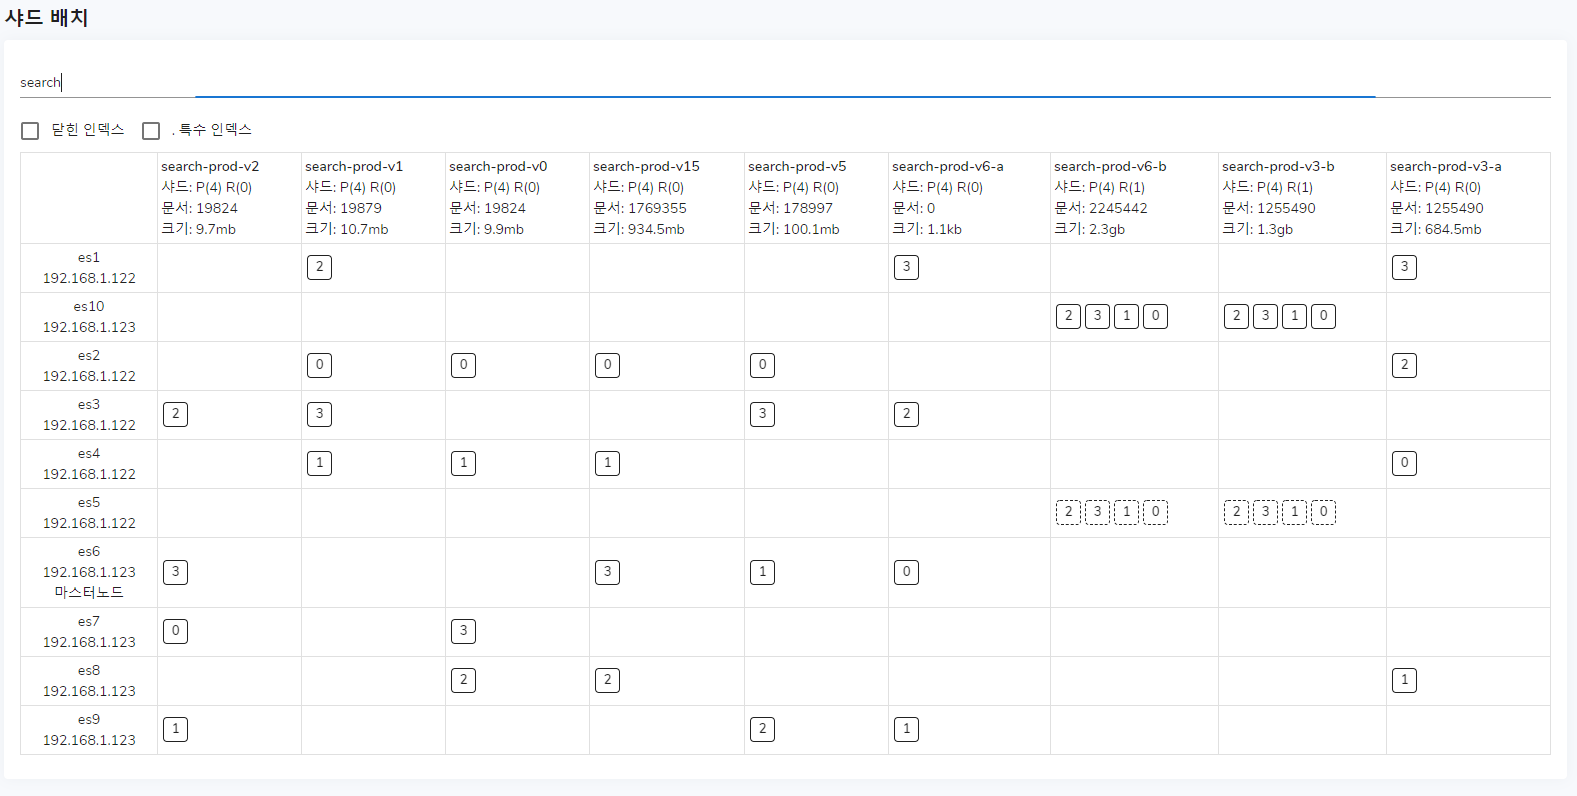 샤드 배치
search
닫힌 인덱스 . 특수 인덱스
search-prod-v2 search-prod-v1 search-prod-v0 search-prod-v15 search-prod-v5 search-prod-v6-a search-prod-v6-b search-prod-v3-b search-prod-v3-a
샤드: P(4) R(0) 샤드: P(4) R(0) 샤드: P(4) R(0) 샤드: P(4) R(0) 샤드: P(4) R(0) 샤드: P(4) R(0) 샤드: P(4) R(1) 샤드: P(4) R(1) 샤드: P(4) R(0)
문서: 19824 문서: 19879 문서: 19824 문서: 1769355 문서: 178997 문서: 0 문서: 2245442 문서: 1255490 문서: 1255490
크기: 9.7mb 크기: 10.7mb 크기: 9.9mb 크기: 934.5mb 크기: 100.1mb 크기: 1.1kb 크기: 2.3gb 크기: 1.3gb 크기: 684.5mb
es1
192.168.1.122
2 3 3
es10
192.168.1.123
2 3 1 0 2 3 1 0
es2
192.168.1.122
0 0 0 0 2
es3
192.168.1.122
2 3 3 2
es4
192.168.1.122
1 1 1 0
es5
192.168.1.122
2 3 1 0 2 3 1 0
es6
192.168.1.123
마스터노드
3 3 1 0
es7
192.168.1.123
0 3
es8
192.168.1.123
2 2 1
es9
192.168.1.123
1 2 1